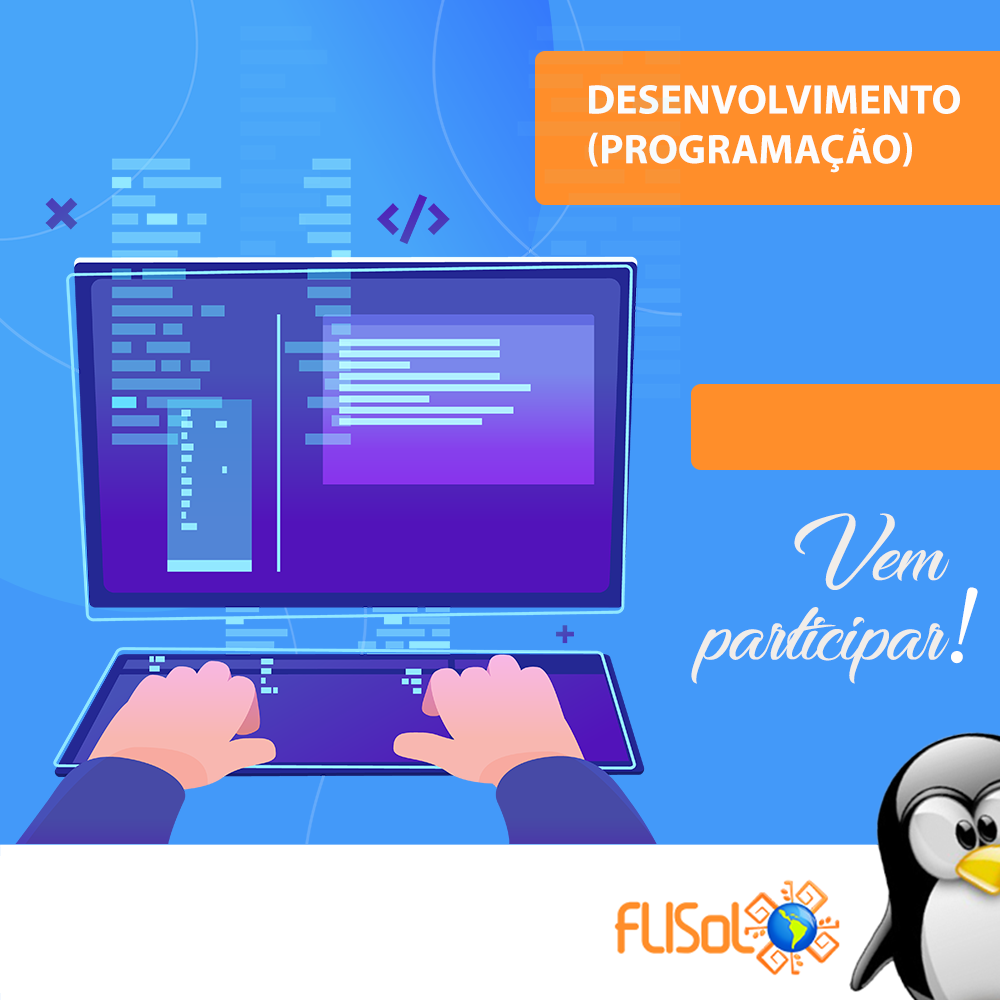 DESENVOLVIMENTO
(PROGRAMAÇÃO)
</>
Vem
participar!
FLISoL